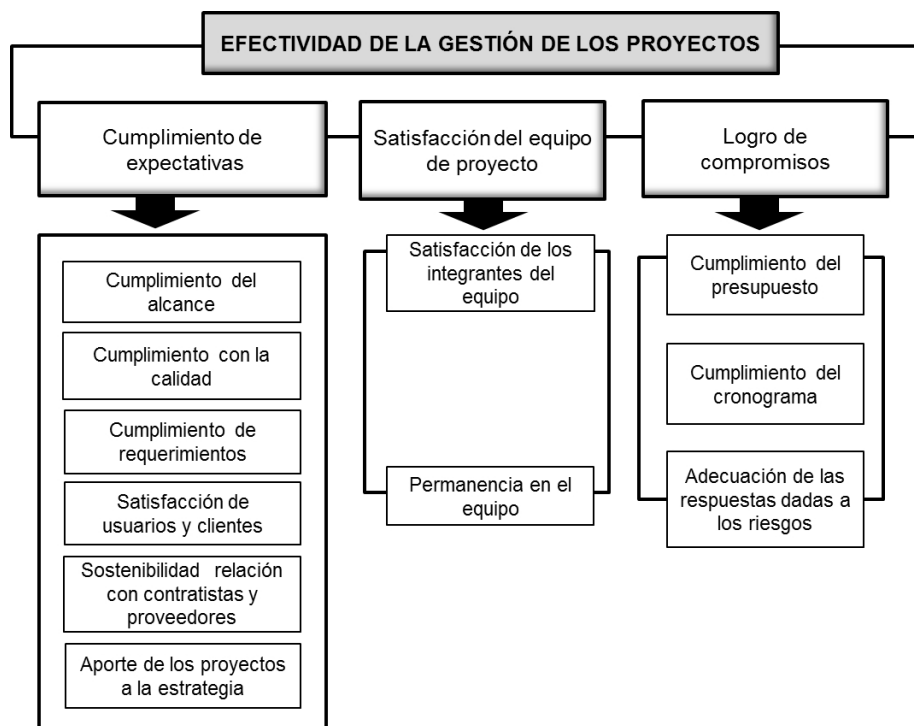 EFECTIVIDAD DE LA GESTIÓN DE LOS PROYECTOS
Cumplimiento de
expectativas
Satisfacción del equipo
de proyecto
Logro de
compromisos
Cumplimiento del
alcance
Cumplimiento con la
calidad
Cumplimiento de
requerimientos
Satisfacción de
usuarios y clientes
Sostenibilidad relación
con contratistas y
proveedores
Aporte de los proyectos
a la estrategia
Satisfacción de los
integrantes del
equipo
Permanencia en el
equipo
Cumplimiento del
presupuesto
Cumplimiento del
cronograma
Adecuación de las
respuestas dadas a
los riesgos